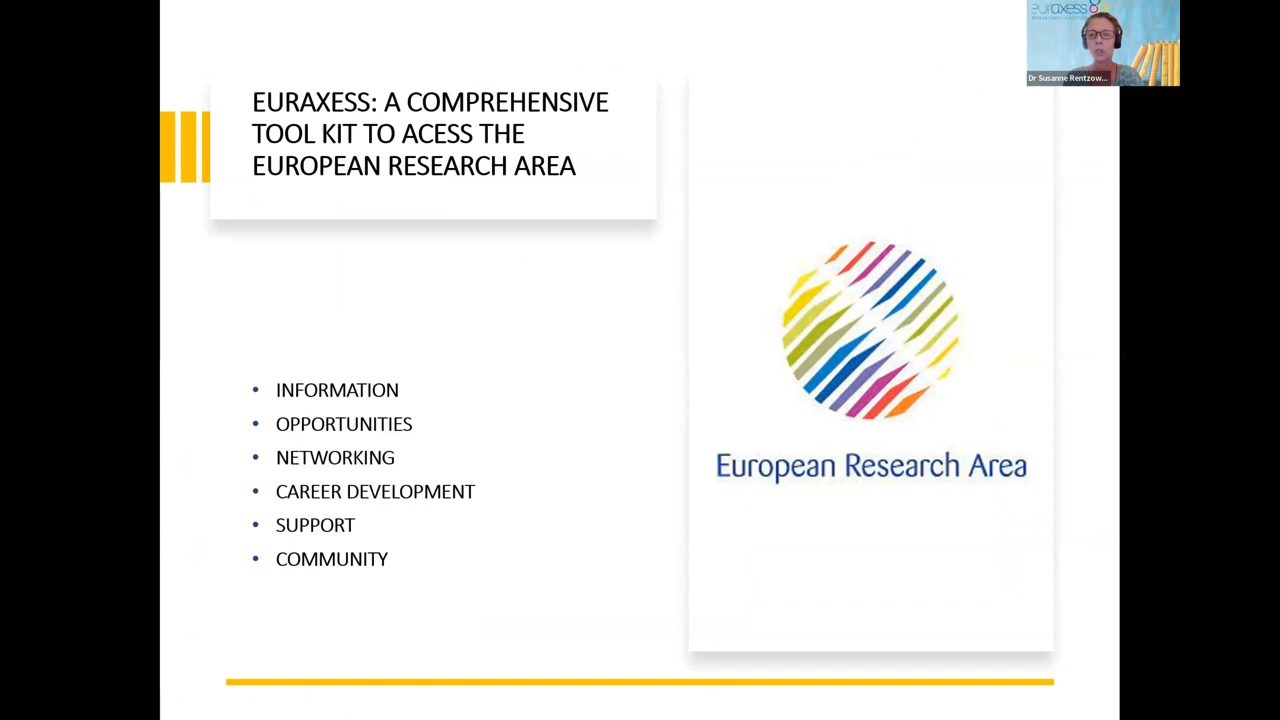 EURAXESS: A COMPREHENSIVE
TOOL KIT TO ACESS THE
EUROPEAN RESEARCH AREA
• INFORMATION
• OPPORTUNITIES
• NETWORKING
• CAREER DEVELOPMENT
• SUPPORT
• COMMUNITY
European Research Area
euraxess
Dr Susanne Rentzow...